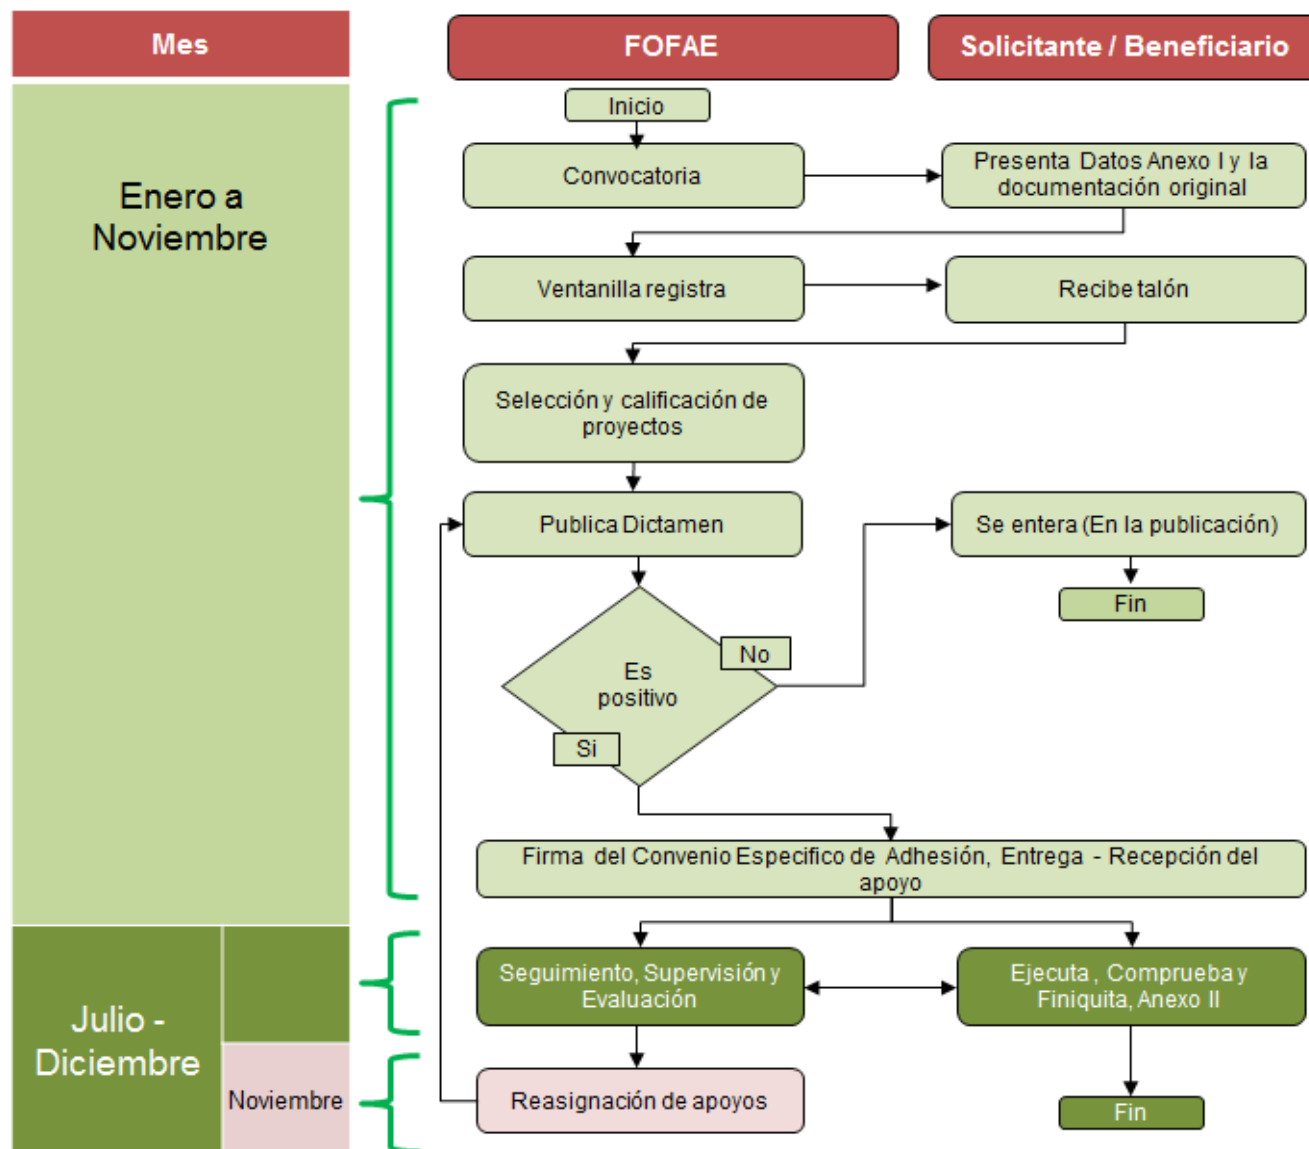 Mes
FOFAE
Solicitante / Beneficiario
Enero a
Noviembre
Inicio
Convocatoria
Presenta Datos Anexo I y la
documentación original
Ventanilla registra
Recibe talón
Selección y calificación de
proyectos
Publica Dictamen
Se entera (En la publicación)
Fin
Es
positivo
No
Si
Firma del Convenio Especifico de Adhesión, Entrega - Recepción del
apoyo
Julio -
Diciembre
Seguimiento, Supervisión y
Evaluación
Ejecuta , Comprueba y
Finiquita, Anexo II
Noviembre
Reasignación de apoyos
Fin